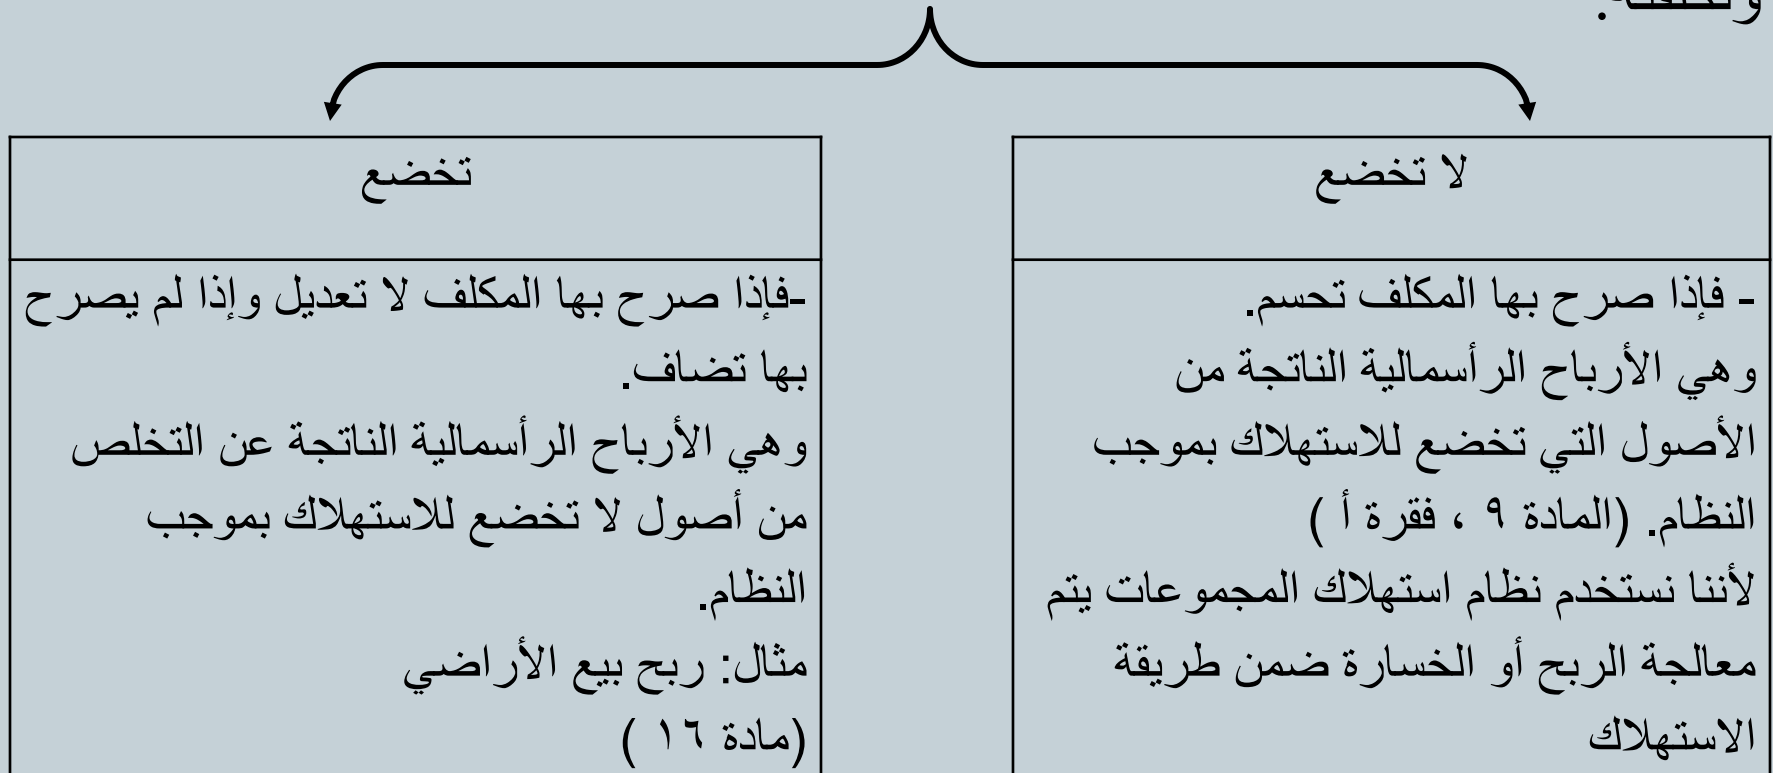 لا تخضع
- فإذا صرح بها المكلف تحسم.
وهي الأرباح الرأسمالية الناتجة من
الأصول التي تخضع للاستهلاك بموجب
النظام. (المادة ٩ ، فقرة أ )
لأننا نستخدم نظام استهلاك المجموعات يتم
معالجة الربح أو الخسارة ضمن طريقة
الاستهلاك
تخضع
-فإذا صرح بها المكلف لا تعديل وإذا لم يصرح
بها تضاف.
وهي الأرباح الرأسمالية الناتجة عن التخلص
من أصول لا تخضع للاستهلاك بموجب
النظام.
مثال: ربح بيع الأراضي
(مادة ١٦ )